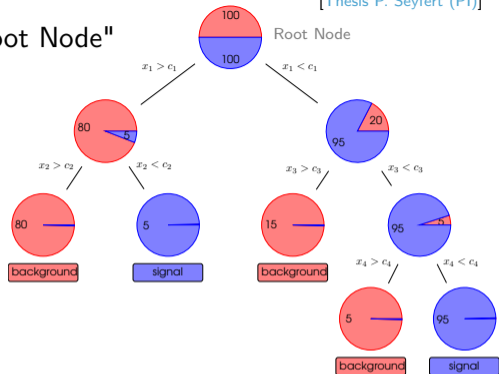 [Thesis P. Seyfert (PI)]
oot Node"
100
Root Node
100
x₁ > c₁ x₁ < c₁
80 5 20 95
x₂ > c₂ x₂ < c₂ x₃ > c₃ x₃ < c₃
80 5 15 95 5
background signal background
x₄ > c₄ x₄ < c₄
5 95
background signal